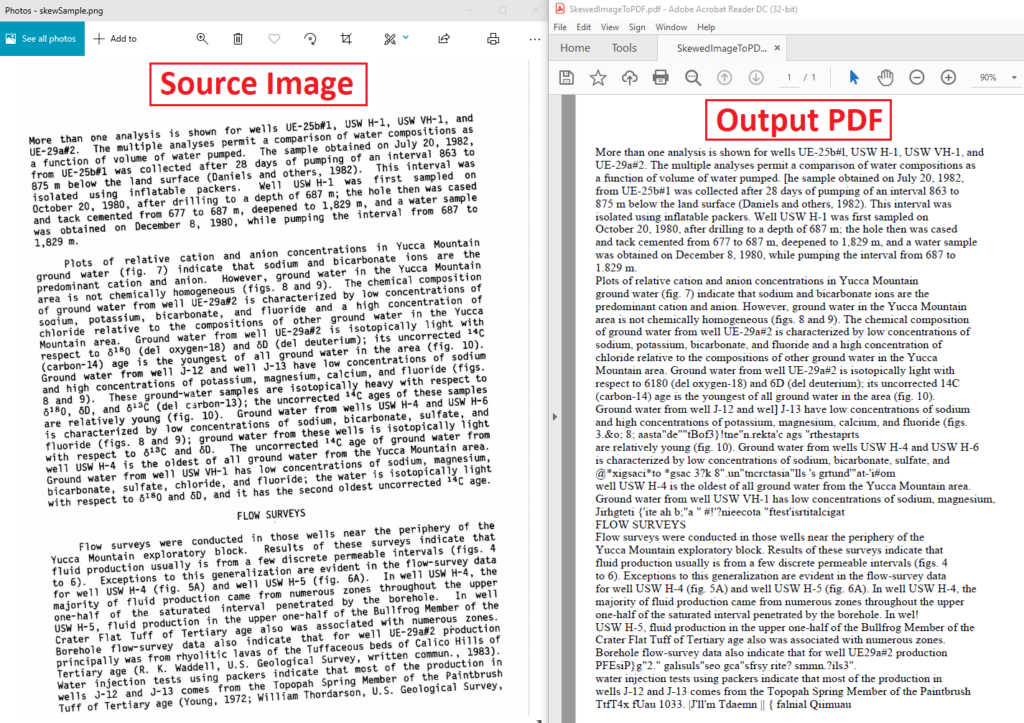 Photos - skewSample.png
See all photos
Add to
Source Image
More than one analysis is shown for wells UE-25b#1, USW H-1, USW VH-1, and
UE-29a#2. The multiple analyses permit a comparison of water compositions as
a function of volume of water pumped. The sample obtained on July 20, 1982,
from UE-25b#1 was collected after 28 days of pumping of an interval 863 to
875 m below the land surface (Daniels and others, 1982). This interval was
isolated using inflatable packers. Well USW H-1 was first sampled on
October 20, 1980, after drilling to a depth of 687 m; the hole then was cased
and tack cemented from 677 to 687 m, deepened to 1,829 m, and a water sample
was obtained on December 8, 1980, while pumping the interval from 687 to
1,829 m.
Plots of relative cation and anion concentrations in Yucca Mountain
ground water (fig. 7) indicate that sodium and bicarbonate ions are the
predominant cation and anion. However, ground water in the Yucca Mountain
area is not chemically homogeneous (figs. 8 and 9). The chemical composition
of ground water from well UE-29a#2 is characterized by low concentrations of
sodium, potassium, bicarbonate, and fluoride and a high concentration of
chloride relative to the compositions of other ground water in the Yucca
Mountain area. Ground water from well UE-29a#2 is isotopically light with
respect to δ¹⁸O (del oxygen-18) and δD (del deuterium); its uncorrected ¹⁴C
(carbon-14) age is the youngest of all ground water in the area (fig. 10).
Ground water from well J-12 and well J-13 have low concentrations of sodium
and high concentrations of potassium, magnesium, calcium, and fluoride (figs.
8 and 9). These ground-water samples are isotopically heavy with respect to
δ¹⁸O, δD, and δ¹³C (del carbon-13); the uncorrected ¹⁴C ages of these samples
are relatively young (fig. 10). Ground water from wells USW H-4 and USW H-6
is characterized by low concentrations of sodium, bicarbonate, sulfate, and
fluoride (figs. 8 and 9); ground water from these wells is isotopically light
with respect to δ¹³C and δD. The uncorrected ¹⁴C age of ground water from
well USW H-4 is the oldest of all ground water from the Yucca Mountain area.
Ground water from well USW VH-1 has low concentrations of sodium, magnesium,
bicarbonate, sulfate, chloride, and fluoride; the water is isotopically light
with respect to δ¹⁸O and δD, and it has the second oldest uncorrected ¹⁴C age.
FLOW SURVEYS
Flow surveys were conducted in those wells near the periphery of the
Yucca Mountain exploratory block. Results of these surveys indicate that
fluid production usually is from a few discrete permeable intervals (figs. 4
to 6). Exceptions to this generalization are evident in the flow-survey data
for well USW H-4 (fig. 5A) and well USW H-5 (fig. 6A). In well USW H-4, the
majority of fluid production came from numerous zones throughout the upper
one-half of the saturated interval penetrated by the borehole. In well
USW H-5, fluid production in the upper one-half of the Bullfrog Member of the
Crater Flat Tuff of Tertiary age also was associated with numerous zones.
Borehole flow-survey data also indicate that for well UE-29a#2 production
principally was from rhyolitic lavas of the Tuffaceous beds of Calico Hills of
Tertiary age (R. K. Waddell, U.S. Geological Survey, written commun., 1983).
Water injection tests using packers indicate that most of the production in
wells J-12 and J-13 comes from the Topopah Spring Member of the Paintbrush
Tuff of Tertiary age (Young, 1972; William Thordarson, U.S. Geological Survey,
SkewedImageToPDF.pdf - Adobe Acrobat Reader DC (32-bit)
File Edit View Sign Window Help
Home Tools SkewedImageToPD... ×
1 / 1 90%
Output PDF
More than one analysis is shown for wells UE-25b#l, USW H-1, USW VH-1, and
UE-29a#2. The multiple analyses permit a comparison of water compositions as
a function of volume of water pumped. [he sample obtained on July 20, 1982,
from UE-25b#1 was collected after 28 days of pumping of an interval 863 to
875 m below the land surface (Daniels and others, 1982). This interval was
isolated using inflatable packers. Well USW H-1 was first sampled on
October 20, 1980, after drilling to a depth of 687 m; the hole then was cased
and tack cemented from 677 to 687 m, deepened to 1,829 m, and a water sample
was obtained on December 8, 1980, while pumping the interval from 687 to
1.829 m.
Plots of relative cation and anion concentrations in Yucca Mountain
ground water (fig. 7) indicate that sodium and bicarbonate ions are the
predominant cation and anion. However, ground water in the Yucca Mountain
area is not chemically homogeneous (figs. 8 and 9). The chemical composition
of ground water from well UE-29a#2 is characterized by low concentrations of
sodium, potassium, bicarbonate, and fluoride and a high concentration of
chloride relative to the compositions of other ground water in the Yucca
Mountain area. Ground water from well UE-29a#2 is isotopically light with
respect to 6180 (del oxygen-18) and 6D (del deuterium); its uncorrected 14C
(carbon-14) age is the youngest of all ground water in the area (fig. 10).
Ground water from well J-12 and wel] J-13 have low concentrations of sodium
and high concentrations of potassium, magnesium, calcium, and fluoride (figs.
3.&o; 8; aasta"de""tBof3}!tne"n.rekta'c ags "rthestaprts
are relatively young (fig. 10). Ground water from wells USW H-4 and USW H-6
is characterized by low concentrations of sodium, bicarbonate, sulfate, and
@*xigsaci*to *gsac 3?k 8".un"tncrctasia"lls 's grtund'"at-'i#om
well USW H-4 is the oldest of all ground water from the Yucca Mountain area.
Ground water from well USW VH-1 has low concentrations of sodium, magnesium,
Jirhgteti {'ite ah b;"a " #!'?nieecota "ftest'isrtitalcigat
FLOW SURVEYS
Flow surveys were conducted in those wells near the periphery of the
Yucca Mountain exploratory block. Results of these surveys indicate that
fluid production usually is from a few discrete permeable intervals (figs. 4
to 6). Exceptions to this generalization are evident in the flow-survey data
for well USW H-4 (fig. 5A) and well USW H-5 (fig. 6A). In well USW H-4, the
majority of fluid production came from numerous zones throughout the upper
one-half of the saturated interval penetrated by the borehole. In wel!
USW H-5, fluid production in the upper one-half of the Bullfrog Member of the
Crater Flat Tuff of Tertiary age also was associated with numerous zones.
Borehole flow-survey data also indicate that for well UE29a#2 production
PFEsiP}g"2." galisuls"seo gca"sfrsy rite? smmn.?ils3".
water injection tests using packers indicate that most of the production in
wells J-12 and J-13 comes from the Topopah Spring Member of the Paintbrush
TtfT4x fUau 1033. |J'll'm Tdaemn || { falnial Qiimuau